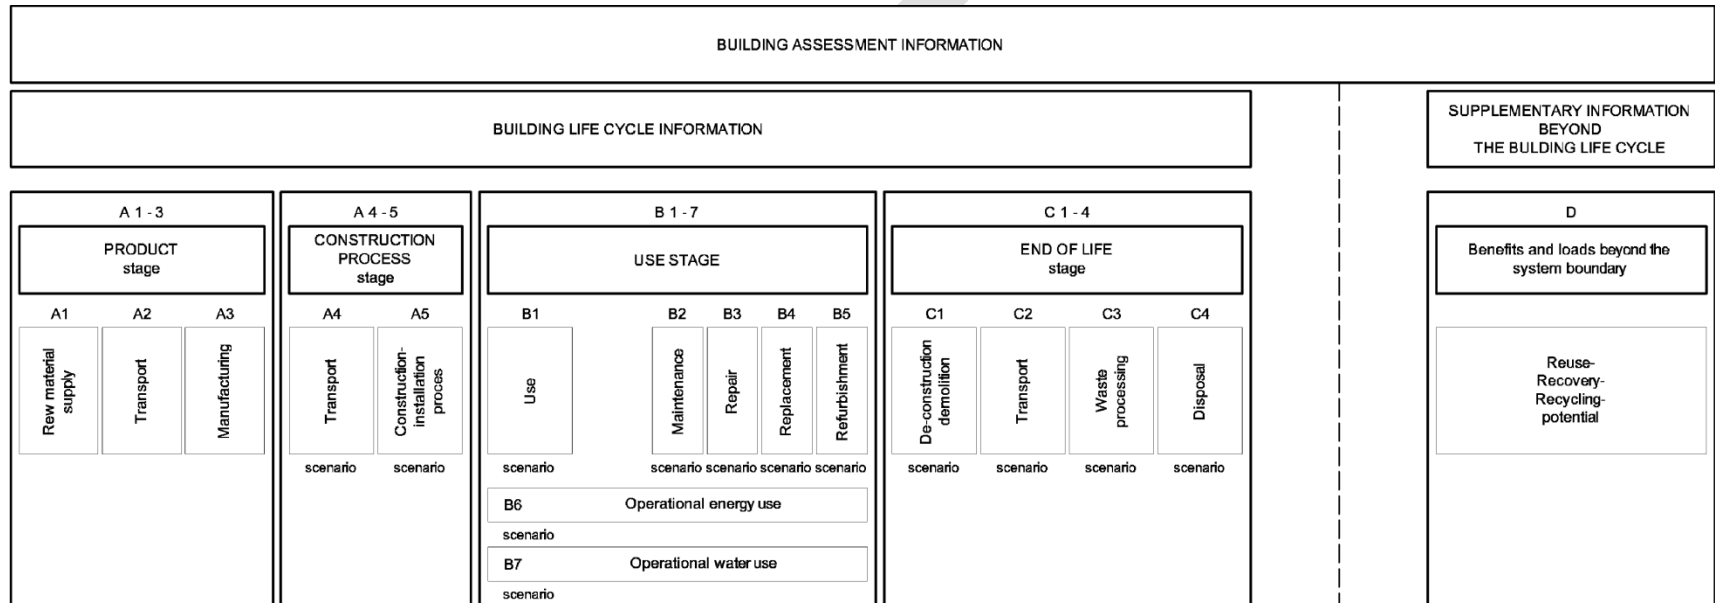 BUILDING ASSESSMENT INFORMATION
BUILDING LIFE CYCLE INFORMATION
SUPPLEMENTARY INFORMATION
BEYOND
THE BULDING LIFE CYCLE
A 1 - 3
PRODUCT
stage
A1
A2
A3
Rew material
supply
Transport
Manufacturing
A 4 - 5
CONSTRUCTION
PROCESS
stage
A4
A5
Transport
Construction-
installation
proces
scenario
scenario
B 1 - 7
USE STAGE
B1
B2
B3
B4
B5
Use
Maintenance
Repair
Replacement
Refurbishment
scenario
scenario scenario scenario scenario
B6 Operational energy use
scenario
B7 Operational water use
scenario
C 1 - 4
END OF LIFE
stage
C1
C2
C3
C4
De-construction
demolition
Transport
Waste
processing
Disposal
scenario
scenario
scenario
scenario
D
Benefits and loads beyond the
system boundary
Reuse-
Recovery-
Recycling-
potential